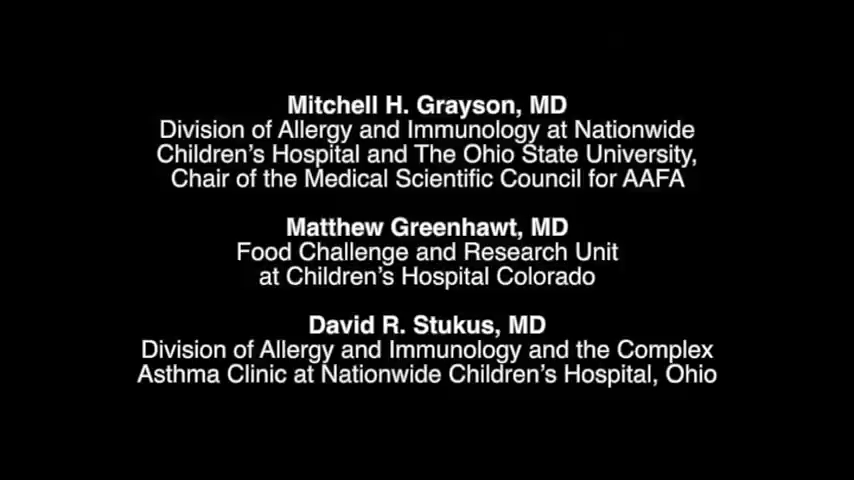 Mitchell H. Grayson, MD
Division of Allergy and Immunology at Nationwide
Children's Hospital and The Ohio State University,
Chair of the Medical Scientific Council for AAFA
Matthew Greenhawt, MD
Food Challenge and Research Unit
at Children's Hospital Colorado
David R. Stukus, MD
Division of Allergy and Immunology and the Complex
Asthma Clinic at Nationwide Children's Hospital, Ohio